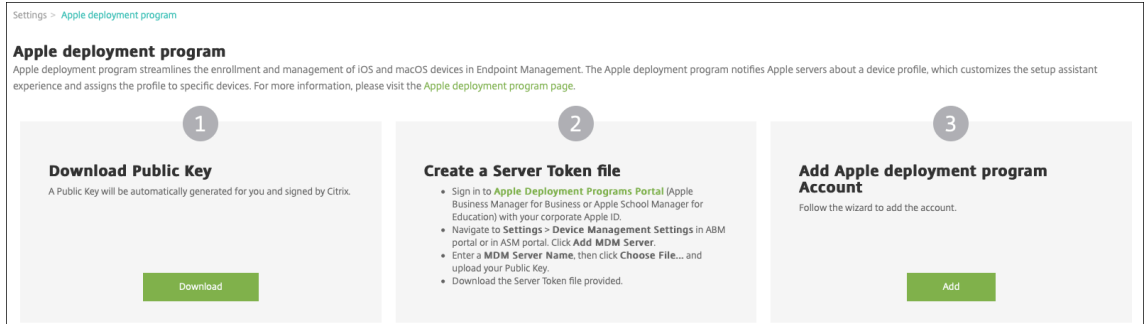 Settings > Apple deployment program
Apple deployment program
Apple deployment program streamlines the enrollment and management of iOS and macOS devices in Endpoint Management. The Apple deployment program notifies Apple servers about a device profile, which customizes the setup assistant
experience and assigns the profile to specific devices. For more information, please visit the Apple deployment program page.
1
Download Public Key
A Public Key will be automatically generated for you and signed by Citrix.
Download
2
Create a Server Token file
• Sign in to Apple Deployment Programs Portal (Apple
Business Manager for Business or Apple School Manager for
Education) with your corporate Apple ID.
• Navigate to Settings > Device Management Settings in ABM
portal or in ASM portal. Click Add MDM Server.
• Enter a MDM Server Name, then click Choose File... and
upload your Public Key.
• Download the Server Token file provided.
3
Add Apple deployment program
Account
Follow the wizard to add the account.
Add